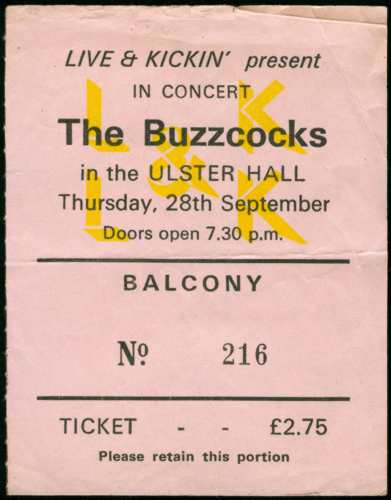 LIVE & KICKIN' present
IN CONCERT
L & K
The Buzzcocks
in the ULSTER HALL
Thursday, 28th September
Doors open 7.30 p.m.
BALCONY
Nº 216
TICKET - - £2.75
Please retain this portion